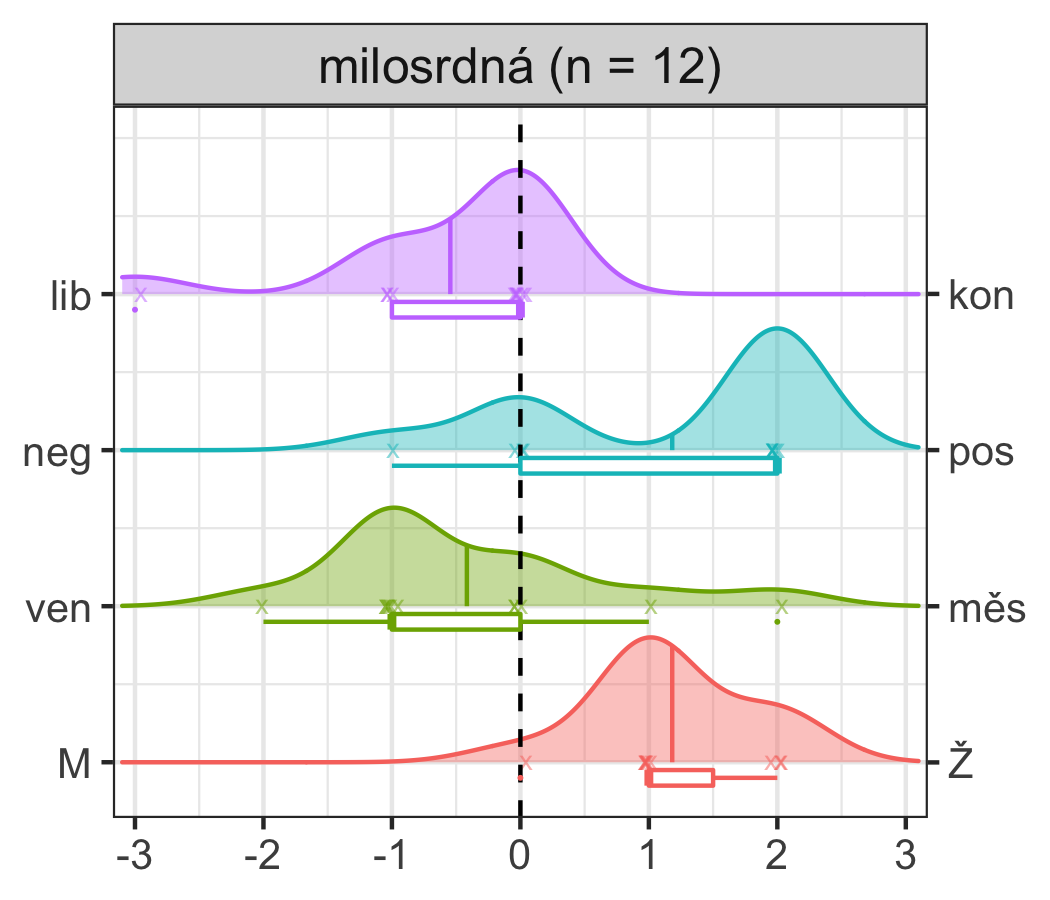 milosrdná (n = 12)
lib kon
neg pos
ven měs
M Ž
-3 -2 -1 0 1 2 3